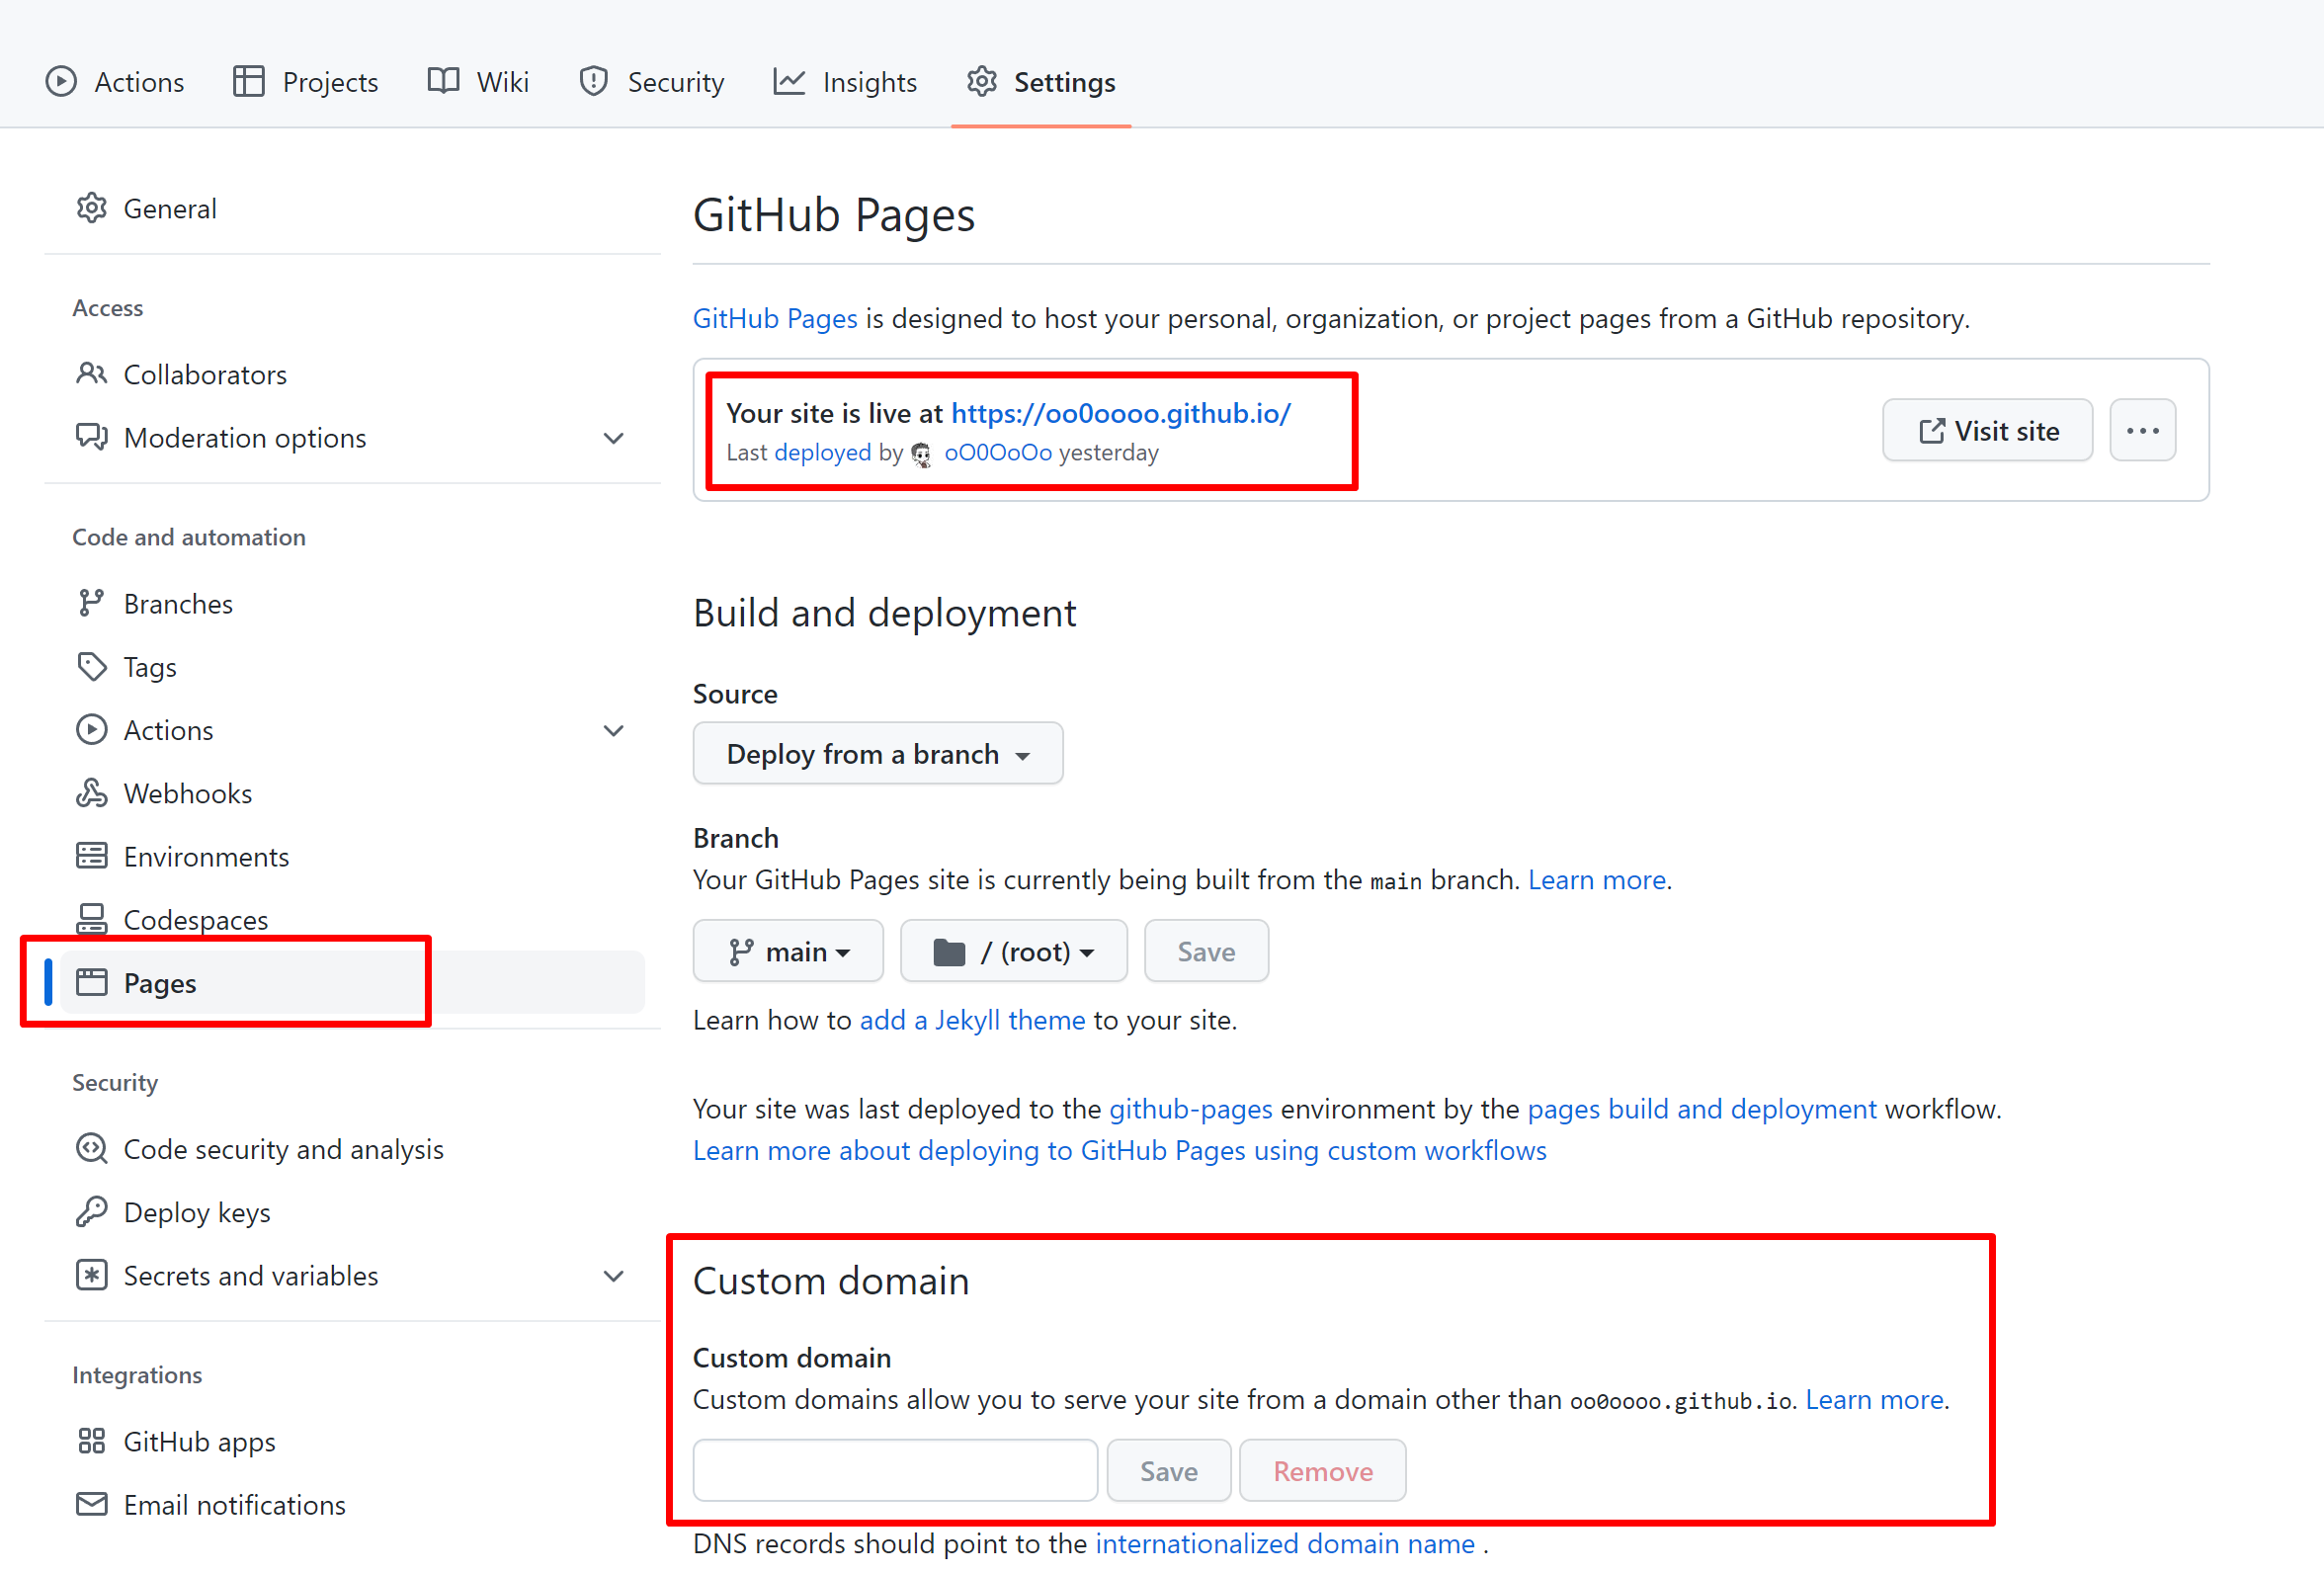 Actions Projects Wiki Security Insights Settings
General
Access
Collaborators
Moderation options
Code and automation
Branches
Tags
Actions
Webhooks
Environments
Codespaces
Pages
Security
Code security and analysis
Deploy keys
Secrets and variables
Integrations
GitHub apps
Email notifications
GitHub Pages
GitHub Pages is designed to host your personal, organization, or project pages from a GitHub repository.
Your site is live at https://oo0oooo.github.io/
Last deployed by oO0OoOo yesterday
Visit site
Build and deployment
Source
Deploy from a branch
Branch
Your GitHub Pages site is currently being built from the main branch. Learn more.
main / (root) Save
Learn how to add a Jekyll theme to your site.
Your site was last deployed to the github-pages environment by the pages build and deployment workflow.
Learn more about deploying to GitHub Pages using custom workflows
Custom domain
Custom domain
Custom domains allow you to serve your site from a domain other than oo0oooo.github.io. Learn more.
Save Remove
DNS records should point to the internationalized domain name .